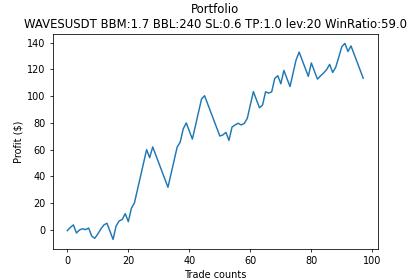 Portfolio
WAVESUSDT BBM:1.7 BBL:240 SL:0.6 TP:1.0 lev:20 WinRatio:59.0
140
120
100
80
60
40
20
0
Profit ($)
0 20 40 60 80 100
Trade counts